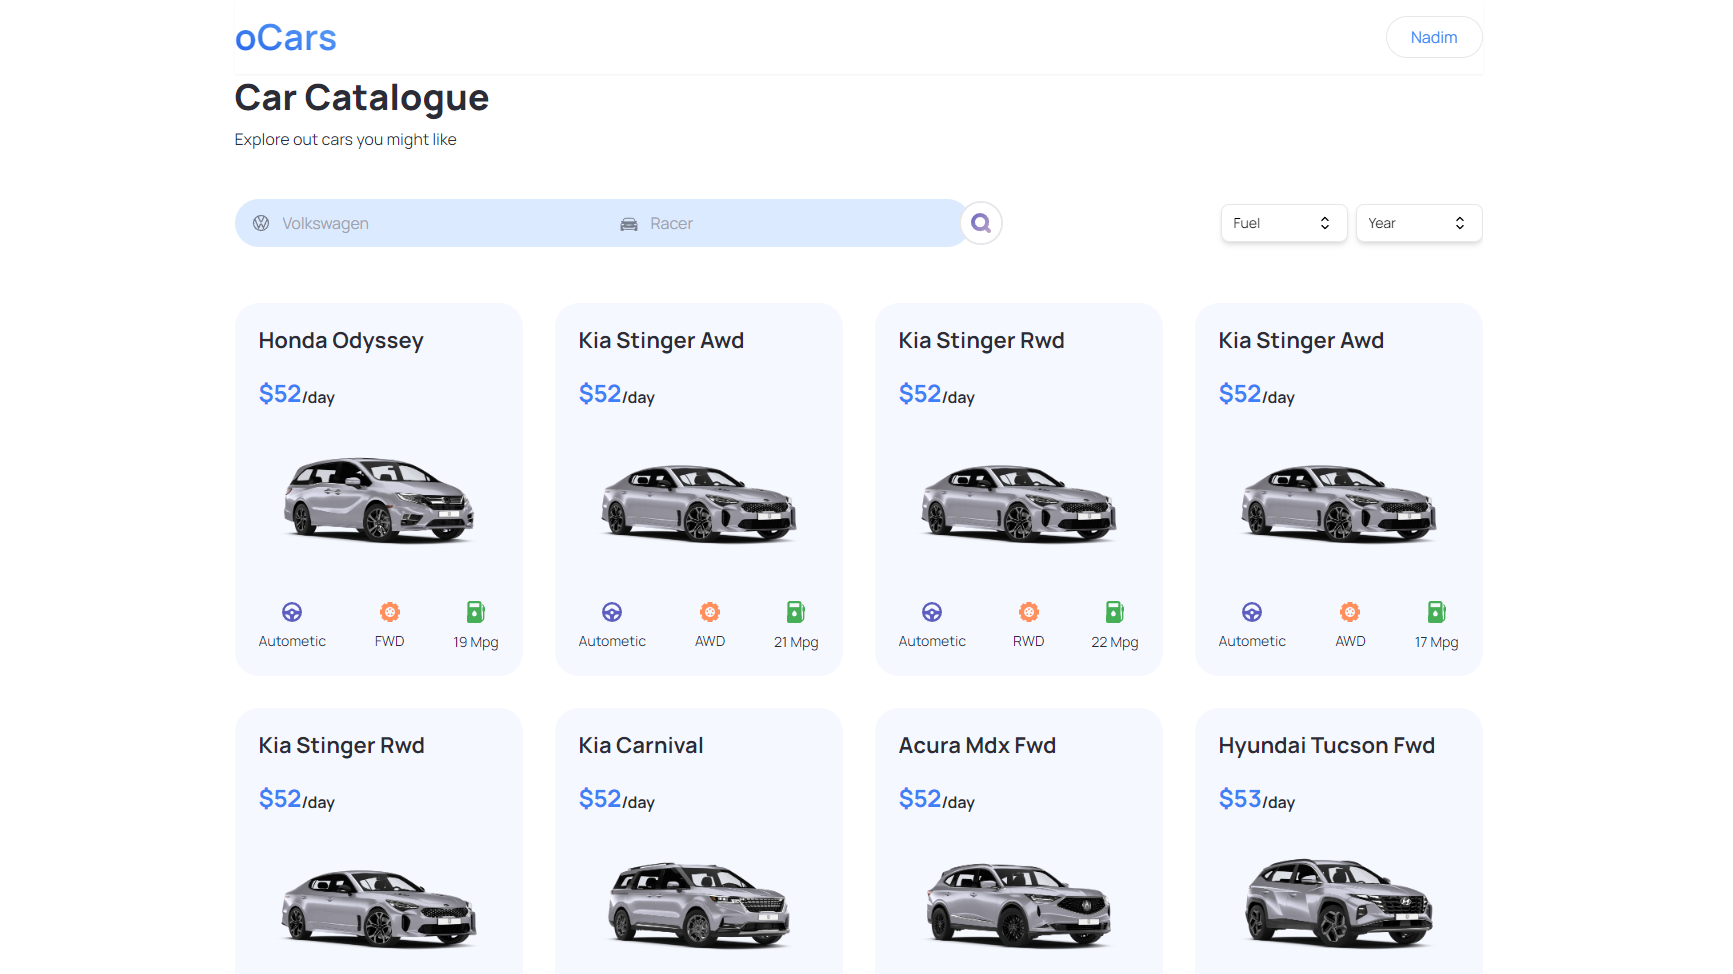 oCars
Nadim
Car Catalogue
Explore out cars you might like
Volkswagen
Racer
Fuel
Year
Honda Odyssey
$52/day
Autometic
FWD
19 Mpg
Kia Stinger Awd
$52/day
Autometic
AWD
21 Mpg
Kia Stinger Rwd
$52/day
Autometic
RWD
22 Mpg
Kia Stinger Awd
$52/day
Autometic
AWD
17 Mpg
Kia Stinger Rwd
$52/day
Kia Carnival
$52/day
Acura Mdx Fwd
$52/day
Hyundai Tucson Fwd
$53/day